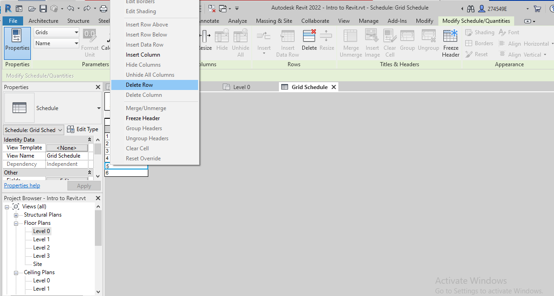 Edit Borders
Autodesk Revit 2022 - Intro to Revit.rvt - Schedule: Grid Schedule
274549E
Edit Shading
File Architecture Structure Steel
Annotate Analyze Massing & Site Collaborate View Manage Add-Ins Modify Modify Schedule/Quantities
Insert Row Above
Insert Row Below
Insert Data Row
Insert Column
Hide Columns
Unhide All Columns
Delete Row
Delete Column
Merge/Unmerge
Freeze Header
Group Headers
Ungroup Headers
Clear Cell
Reset Override
Properties
Grids
Name
Format Unit
Resize Hide Unhide All
Insert Insert Data Row Delete Resize
Merge Unmerge Insert Image Clear Cell Group Ungroup
Freeze Header
Shading Font
Borders Align Horizontal
Reset Align Vertical
Properties Parameters Columns Rows Titles & Headers Appearance
Modify Schedule/Quantities
Level 0
Grid Schedule
Properties
Schedule
Schedule: Grid Sched
Edit Type
Identity Data
View Template <None>
View Name Grid Schedule
Dependency Independent
Other
Properties help
Apply
1
2
3
4
5
6
Project Browser - Intro to Revit.rvt
Views (all)
Structural Plans
Floor Plans
Level 0
Level 1
Level 2
Level 3
Site
Ceiling Plans
Level 0
Level 1
Activate Windows
Go to Settings to activate Windows.